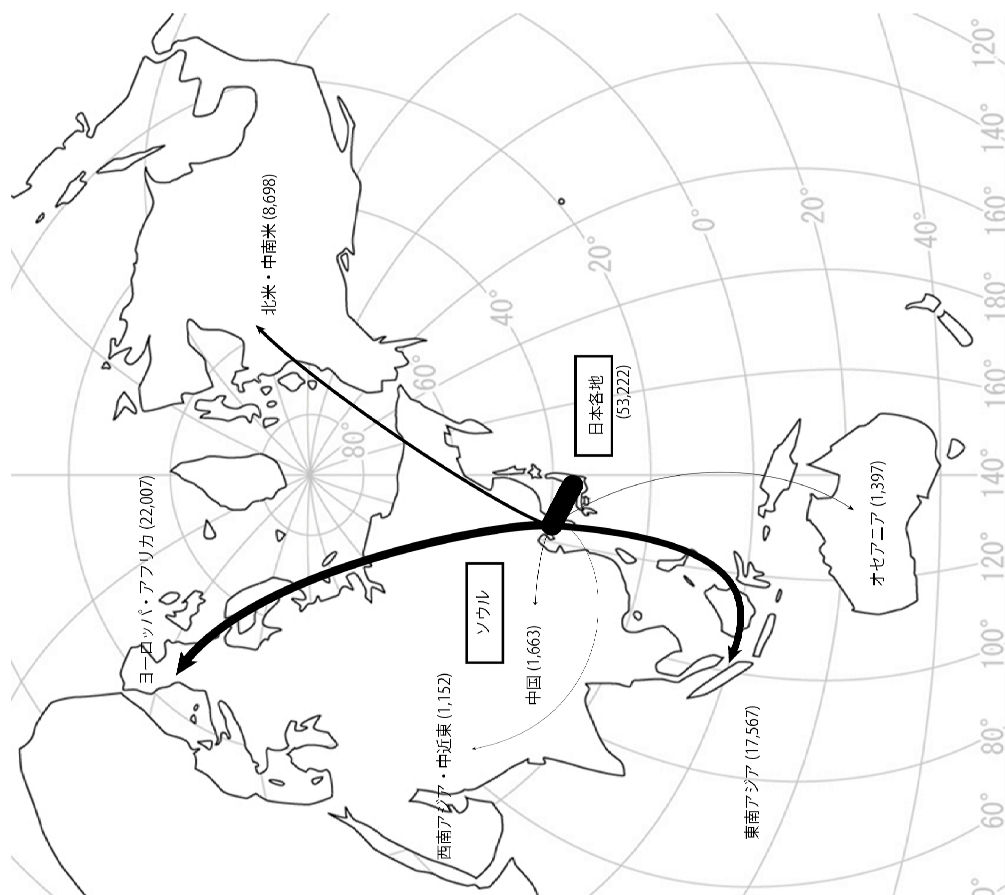 北米・中南米 (8,698)
ヨーロッパ・アフリカ (22,007)
日本各地
(53,222)
ソウル
中国 (1,663)
西南アジア・中近東 (1,152)
東南アジア (17,567)
オセアニア (1,397)
80°
60°
40°
20°
0°
20°
40°
120°
140°
160°
180°
160°
140°
120°
100°
80°
60°
0°